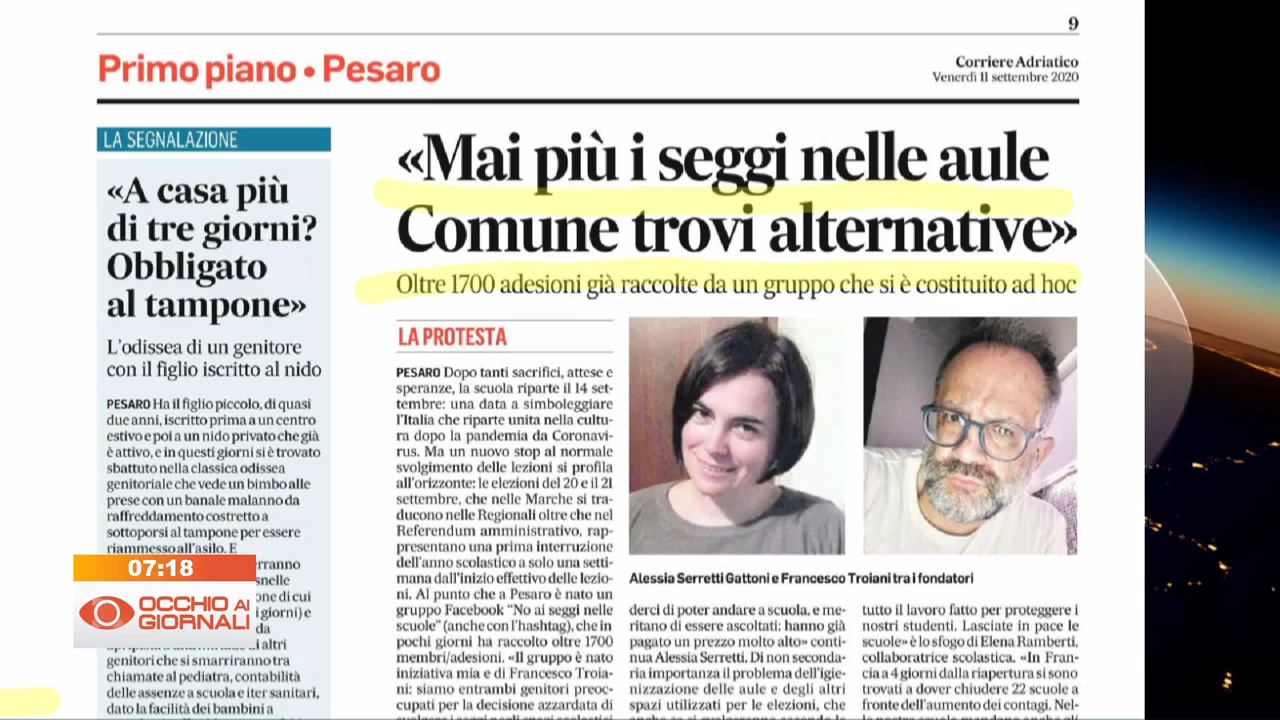 9
Primo piano • Pesaro
Corriere Adriatico
Venerdì 11 settembre 2020
LA SEGNALAZIONE
«A casa più
di tre giorni?
Obbligato
al tampone»
L'odissea di un genitore
con il figlio iscritto al nido
PESARO Ha il figlio piccolo, di quasi
due anni, iscritto prima a un centro
estivo e poi a un nido privato che già
è attivo, e in questi giorni si è trovato
sbattuto nella classica odissea
genitoriale che vede un bimbo alle
prese con un banale malanno da
raffreddamento costretto a
sottoporsi al tampone per essere
riammesso all'asilo. E
erranno
snelle
one di cui
i giorni) e
da
altri
genitori che si smarriranno tra
chiamate al pediatra, contabilità
delle assenze a scuola e iter sanitari,
dato la facilità dei bambini a
«Mai più i seggi nelle aule
Comune trovi alternative»
Oltre 1700 adesioni già raccolte da un gruppo che si è costituito ad hoc
LA PROTESTA
PESARO Dopo tanti sacrifici, attese e
speranze, la scuola riparte il 14 set-
tembre: una data a simboleggiare
l'Italia che riparte unita nella cultu-
ra dopo la pandemia da Coronavi-
rus. Ma un nuovo stop al normale
svolgimento delle lezioni si profila
all'orizzonte: le elezioni del 20 e il 21
settembre, che nelle Marche si tra-
ducono nelle Regionali oltre che nel
Referendum amministrativo, rap-
presentano una prima interruzione
dell'anno scolastico a solo una setti-
mana dall'inizio effettivo delle lezio-
ni. Al punto che a Pesaro è nato un
gruppo Facebook "No ai seggi nelle
scuole" (anche con l'hashtag), che in
pochi giorni ha raccolto oltre 1700
membri/adesioni. «Il gruppo è nato
iniziativa mia e di Francesco Troia-
ni: siamo entrambi genitori preoc-
cupati per la decisione azzardata di
Alessia Serretti Gattoni e Francesco Troiani tra i fondatori
derci di poter andare a scuola, e me-
ritano di essere ascoltati: hanno già
pagato un prezzo molto alto» conti-
nua Alessia Serretti. Di non seconda-
ria importanza il problema dell'igie-
nizzazione delle aule e degli altri
spazi utilizzati per le elezioni, che
tutto il lavoro fatto per proteggere i
nostri studenti. Lasciate in pace le
scuole» è lo sfogo di Elena Ramberti,
collaboratrice scolastica. «In Fran-
cia a 4 giorni dalla riapertura si sono
trovati a dover chiudere 22 scuole a
fronte dell'aumento dei contagi. Nel-
07:18
OCCHIO AI
GIORNALI